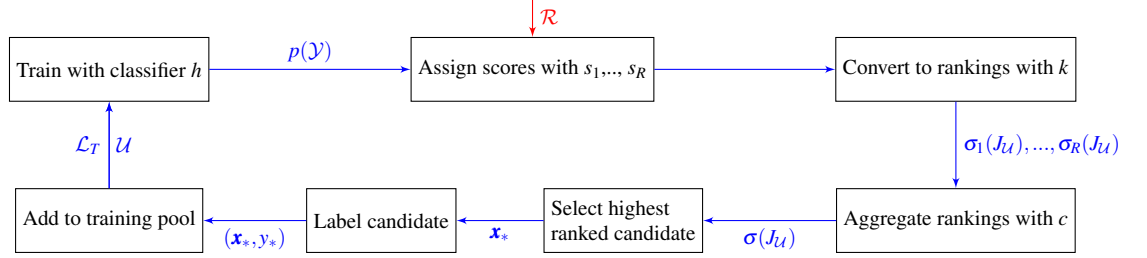 ℛ
Train with classifier h
p(𝒴)
Assign scores with s₁,.., s_R
Convert to rankings with k
ℒ_T 𝒰
σ₁(J_𝒰),...,σ_R(J_𝒰)
Add to training pool
(x_*, y_*)
Label candidate
x_*
Select highest
ranked candidate
σ(J_𝒰)
Aggregate rankings with c